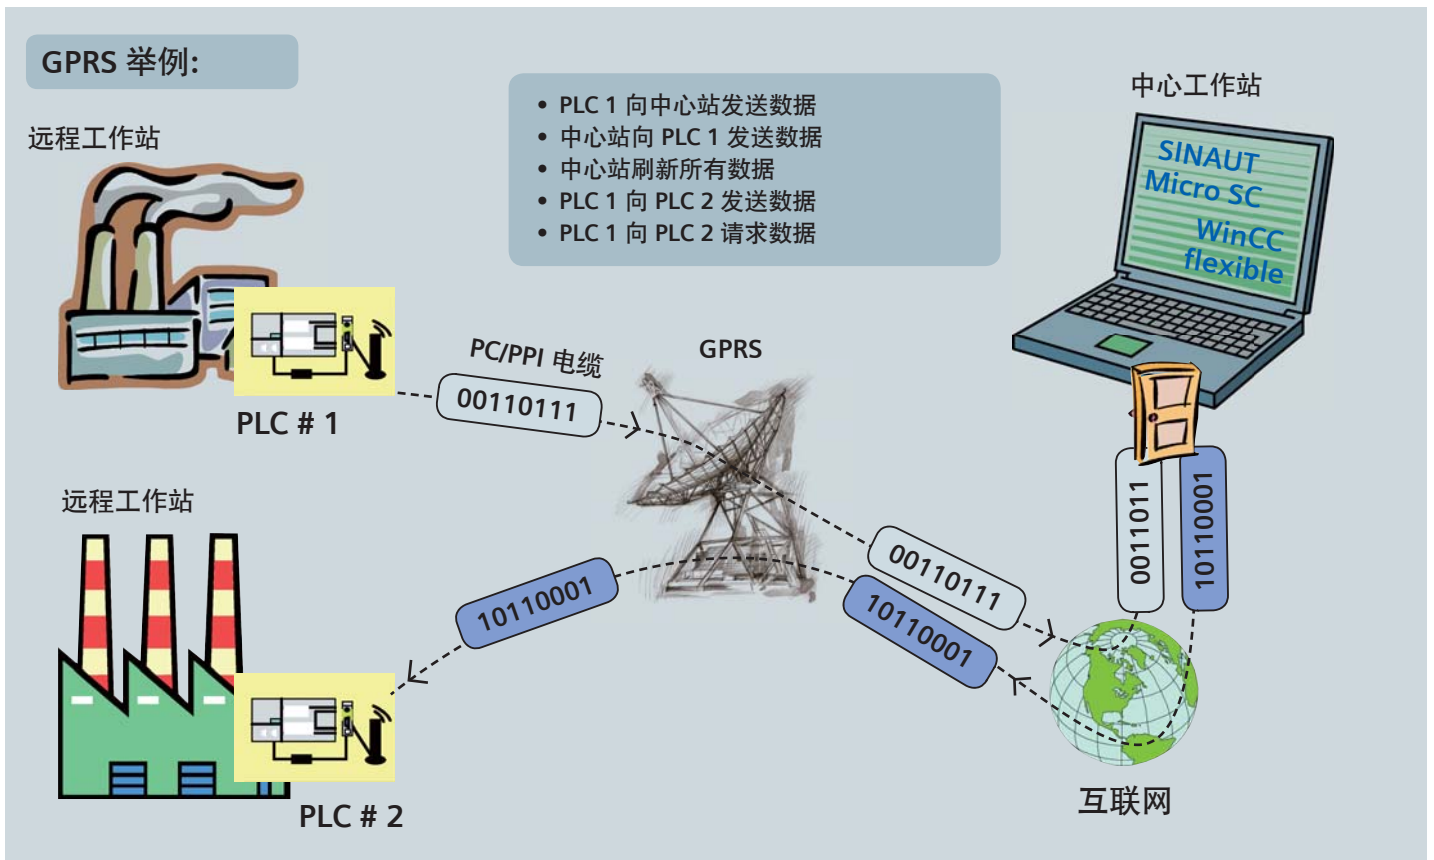 GPRS 举例:
远程工作站
• PLC 1 向中心站发送数据
• 中心站向 PLC 1 发送数据
• 中心站刷新所有数据
• PLC 1 向 PLC 2 发送数据
• PLC 1 向 PLC 2 请求数据
中心工作站
SINAUT
Micro SC
WinCC
flexible
PC/PPI 电缆
00110111
GPRS
PLC # 1
远程工作站
10110001
00110111
10110001
0011011
10110001
PLC # 2
互联网